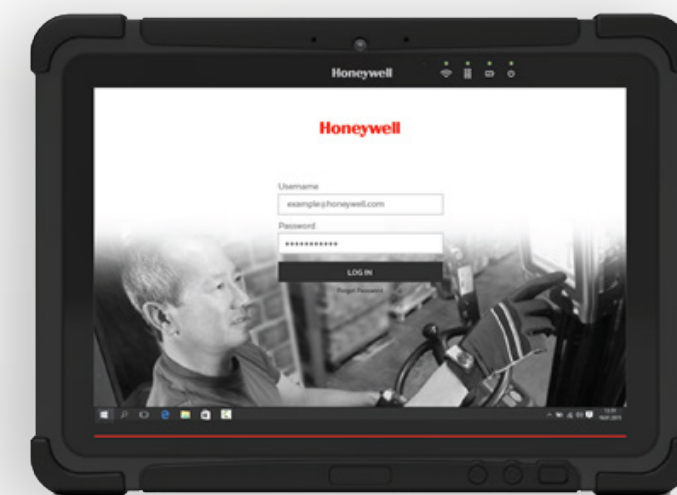 Honeywell
Honeywell
Username
example@honeywell.com
Password
***********
LOG IN
Forgot Password